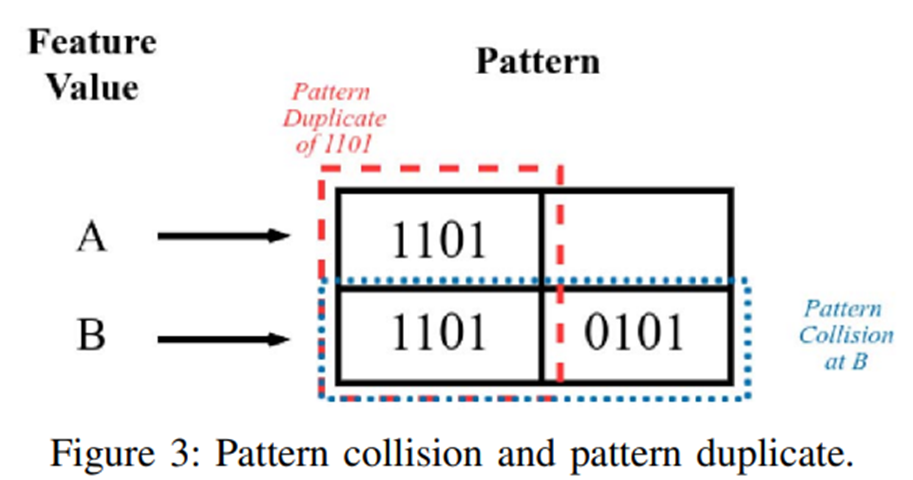 Feature
Value
Pattern
Pattern
Duplicate
of 1101
A
1101
B
1101
0101
Pattern
Collision
at B
Figure 3: Pattern collision and pattern duplicate.